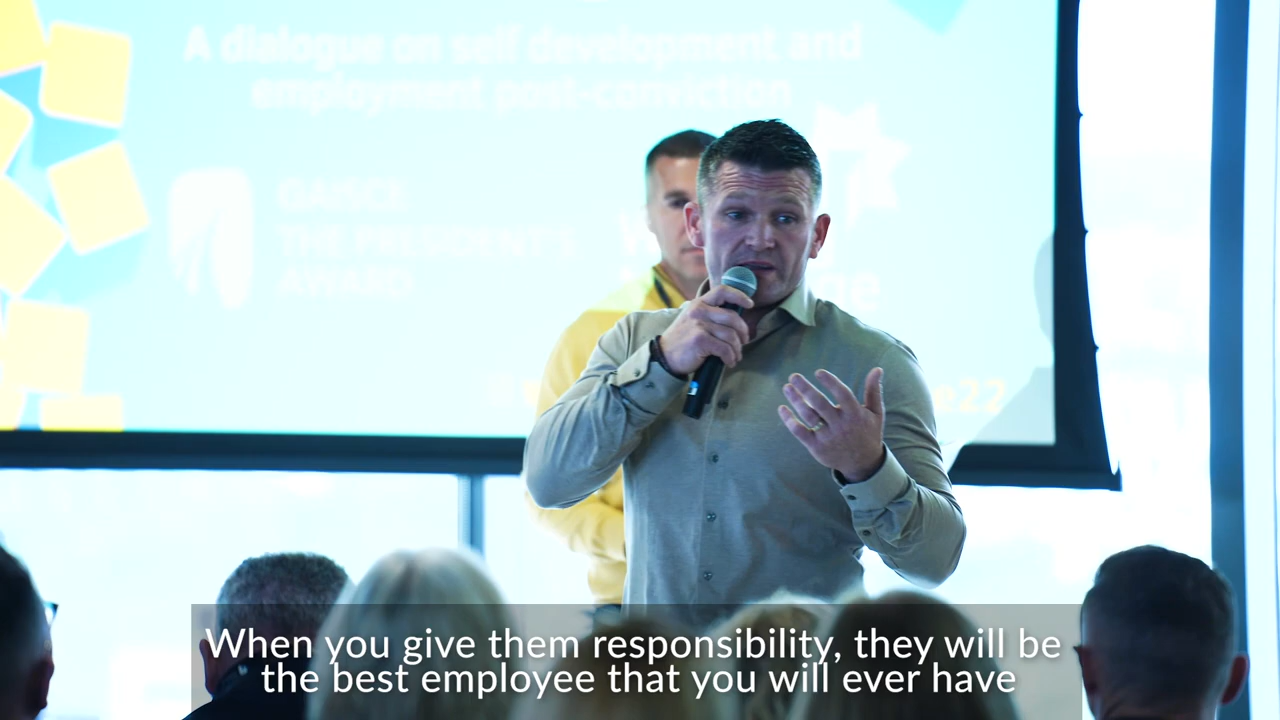 A dialogue on self development and
employment post-conviction
GAISCE
THE PRESIDENT'S
AWARD
When you give them responsibility, they will be
the best employee that you will ever have